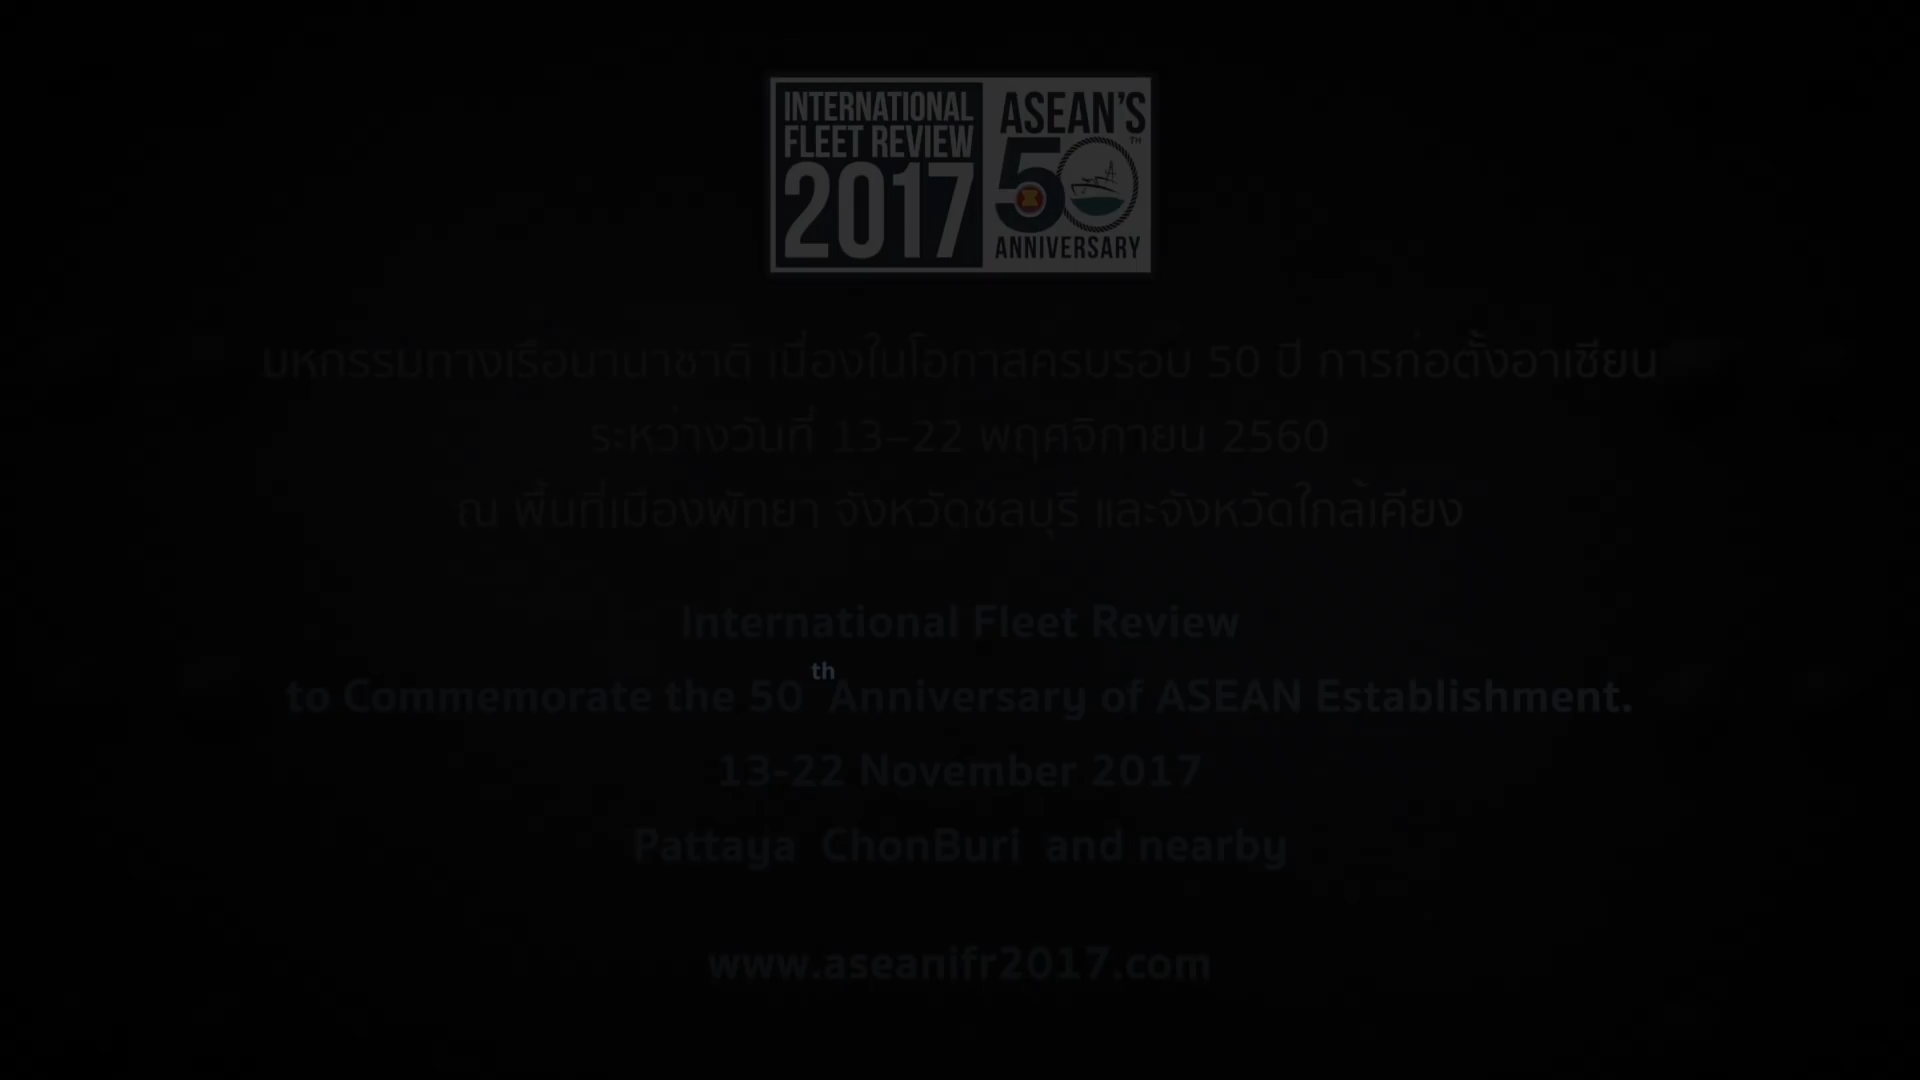 INTERNATIONAL
FLEET REVIEW
2017
ASEAN'S
50TH
ANNIVERSARY
มหกรรมทางเรือนานาชาติ เนื่องในโอกาสครบรอบ 50 ปี การก่อตั้งอาเซียน
ระหว่างวันที่ 13–22 พฤศจิกายน 2560
ณ พื้นที่เมืองพัทยา จังหวัดชลบุรี และจังหวัดใกล้เคียง
International Fleet Review
to Commemorate the 50th Anniversary of ASEAN Establishment.
13-22 November 2017
Pattaya ChonBuri and nearby
www.aseanifr2017.com